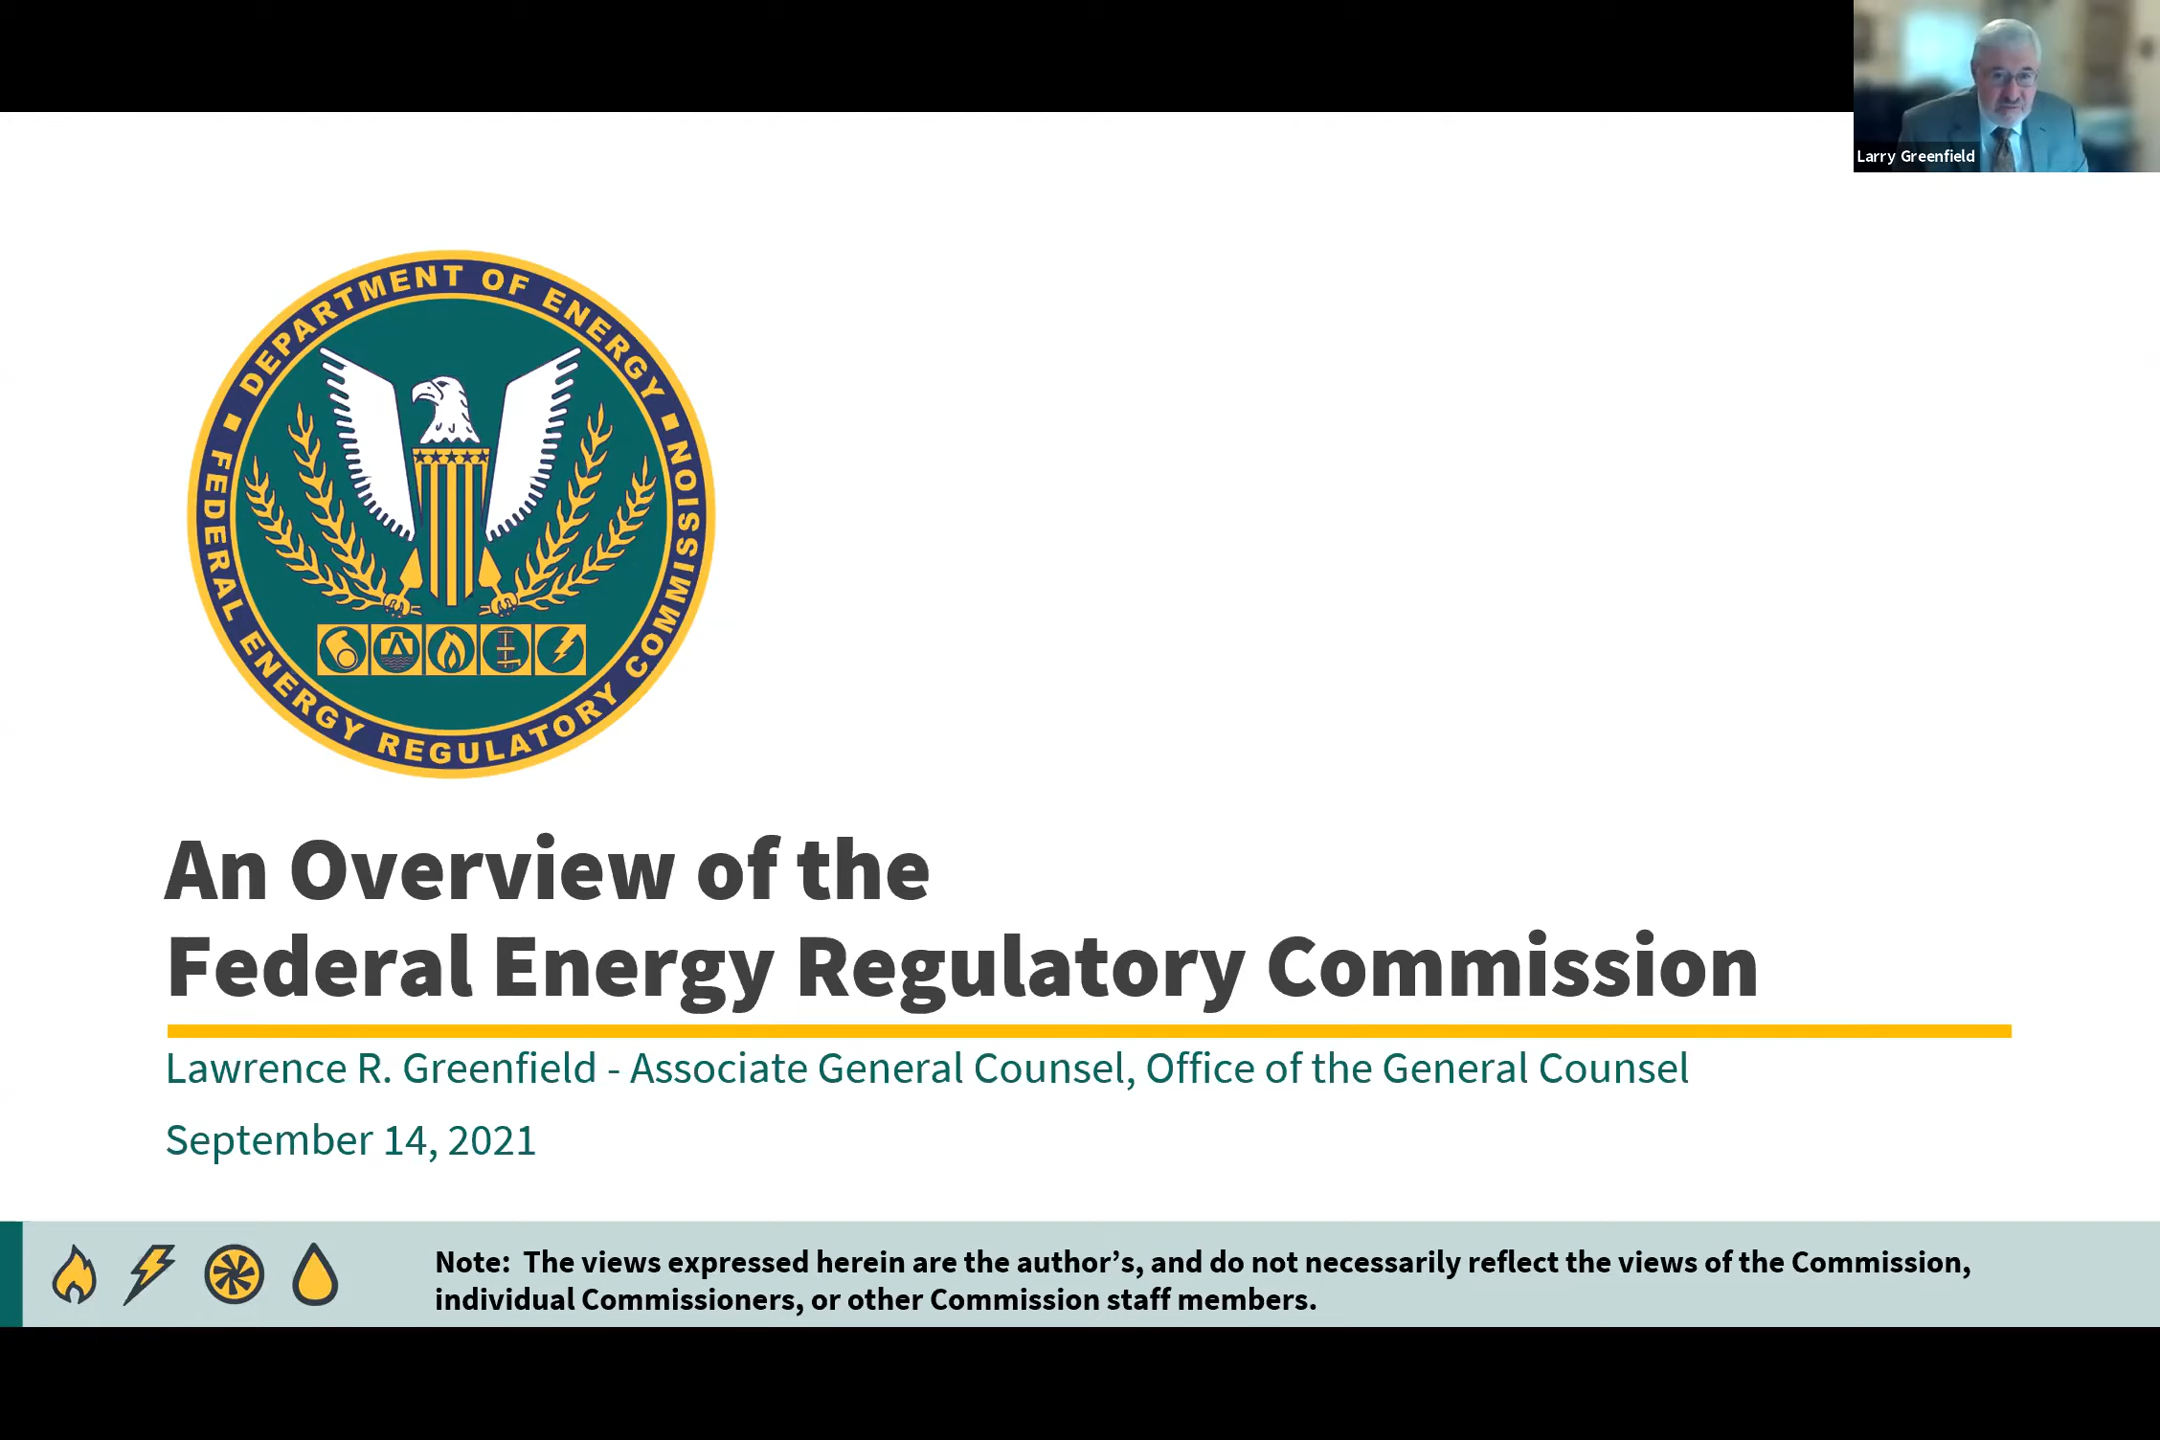 Larry Greenfield
DEPARTMENT OF ENERGY
FEDERAL ENERGY REGULATORY COMMISSION
An Overview of the
Federal Energy Regulatory Commission
Lawrence R. Greenfield - Associate General Counsel, Office of the General Counsel
September 14, 2021
Note:  The views expressed herein are the author’s, and do not necessarily reflect the views of the Commission,
individual Commissioners, or other Commission staff members.